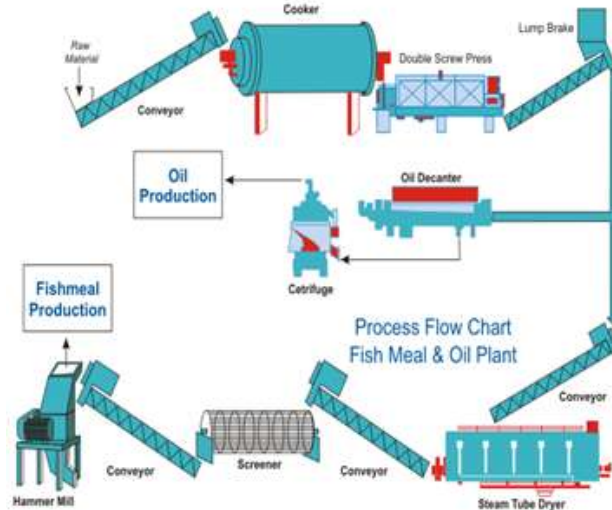 Cooker
Raw
Material
Conveyor
Double Screw Press
Lump Brake
Oil
Production
Oil Decanter
Cetrifuge
Fishmeal
Production
Process Flow Chart
Fish Meal & Oil Plant
Conveyor
Conveyor
Screener
Conveyor
Hammer Mill
Steam Tube Dryer